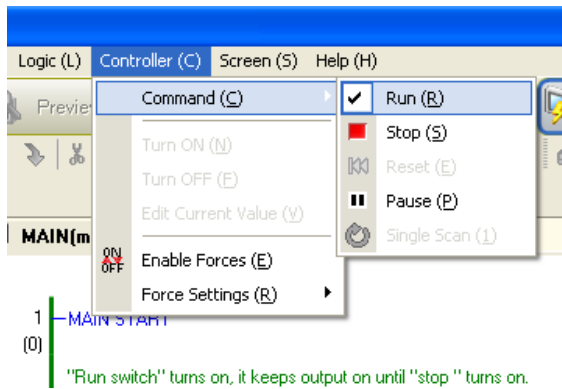 Logic (L) Controller (C) Screen (S) Help (H)
Command (C)
Run (R)
Stop (S)
Reset (E)
Pause (P)
Single Scan (1)
Turn ON (N)
Turn OFF (F)
Edit Current Value (V)
ON
OFF
Enable Forces (E)
Force Settings (R)
MAIN(m
1 MAIN START
(0)
"Run switch" turns on, it keeps output on until "stop " turns on.